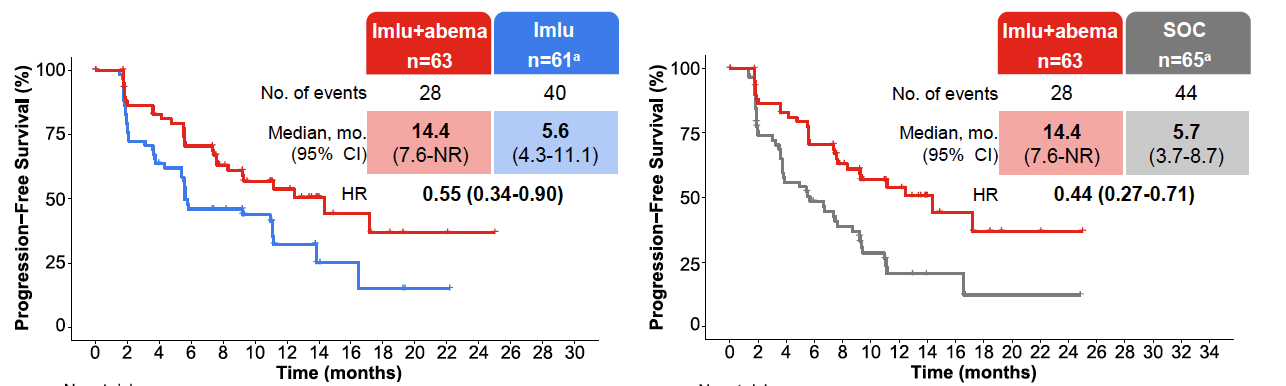 Imlu+abema
n=63
Imlu
n=61ª
No. of events
28
40
Median, mo.
(95% CI)
14.4
(7.6-NR)
5.6
(4.3-11.1)
HR
0.55 (0.34-0.90)
Progression–Free Survival (%)
100
75
50
25
0
0 2 4 6 8 10 12 14 16 18 20 22 24 26 28 30
Time (months)
Imlu+abema
n=63
SOC
n=65ª
No. of events
28
44
Median, mo.
(95% CI)
14.4
(7.6-NR)
5.7
(3.7-8.7)
HR
0.44 (0.27-0.71)
Progression–Free Survival (%)
100
75
50
25
0
0 2 4 6 8 10 12 14 16 18 20 22 24 26 28 30 32 34
Time (months)